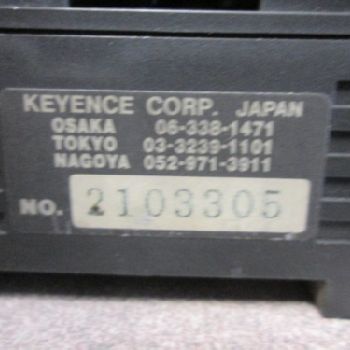 KEYENCE CORP. JAPAN
OSAKA 06-338-1471
TOKYO 03-3239-1101
NAGOYA 052-971-3911
NO. 2103305